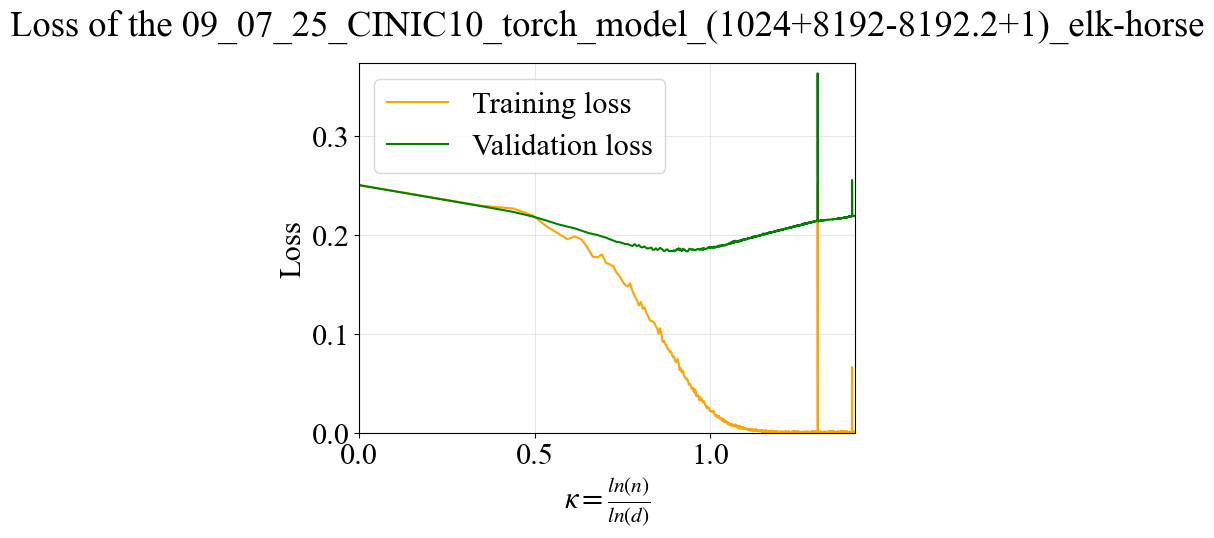 Loss of the 09_07_25_CINIC10_torch_model_(1024+8192-8192.2+1)_elk-horse
Training loss
Validation loss
0.3
0.2
0.1
0.0
Loss
0.0 0.5 1.0
κ = ln(n)/ln(d)